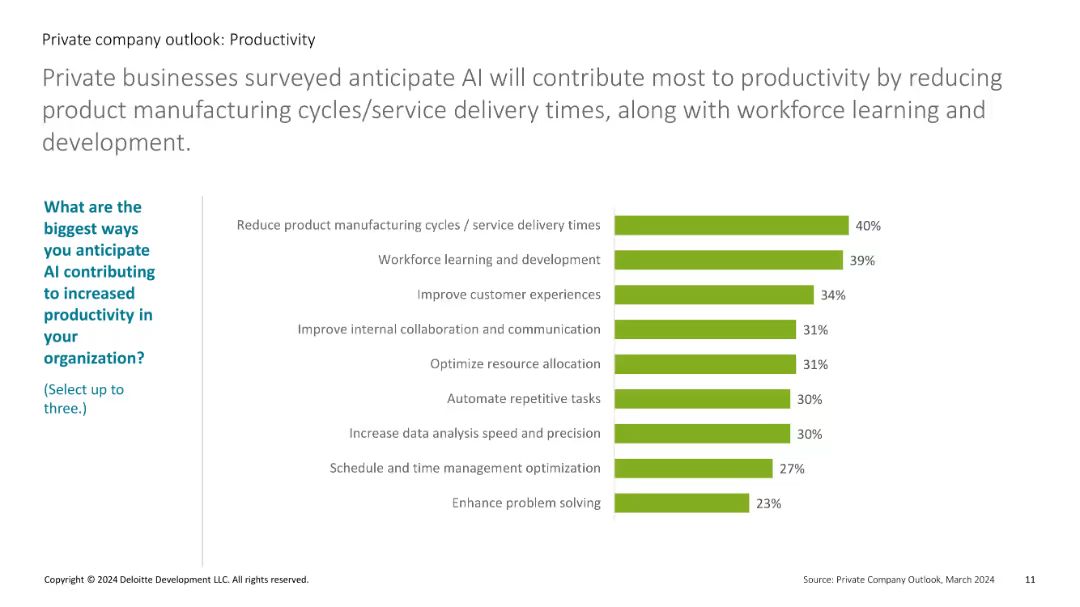 Private company outlook: Productivity
Private businesses surveyed anticipate AI will contribute most to productivity by reducing
product manufacturing cycles/service delivery times, along with workforce learning and
development.
What are the
biggest ways
you anticipate
AI contributing
to increased
productivity in
your
organization?
(Select up to
three.)
Reduce product manufacturing cycles / service delivery times 40%
Workforce learning and development 39%
Improve customer experiences 34%
Improve internal collaboration and communication 31%
Optimize resource allocation 31%
Automate repetitive tasks 30%
Increase data analysis speed and precision 30%
Schedule and time management optimization 27%
Enhance problem solving 23%
Copyright © 2024 Deloitte Development LLC. All rights reserved.
Source: Private Company Outlook, March 2024 11